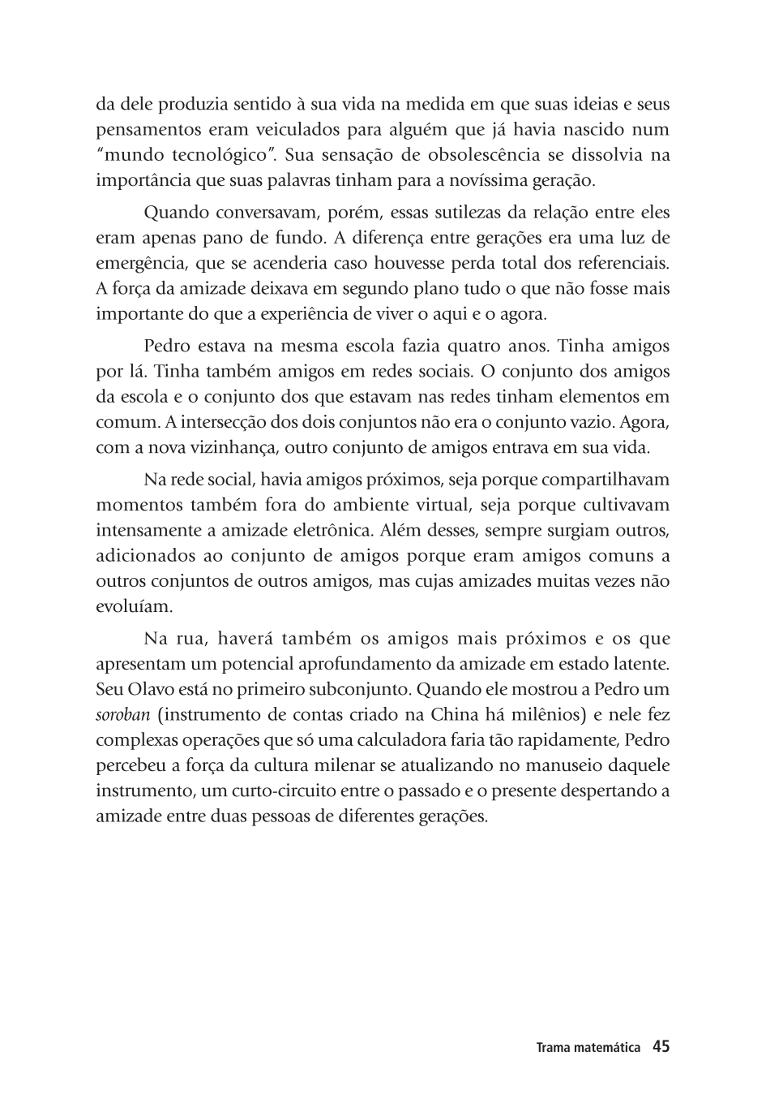 da dele produzia sentido à sua vida na medida em que suas ideias e seus
pensamentos eram veiculados para alguém que já havia nascido num
“mundo tecnológico”. Sua sensação de obsolescência se dissolvia na
importância que suas palavras tinham para a novíssima geração.
Quando conversavam, porém, essas sutilezas da relação entre eles
eram apenas pano de fundo. A diferença entre gerações era uma luz de
emergência, que se acenderia caso houvesse perda total dos referenciais.
A força da amizade deixava em segundo plano tudo o que não fosse mais
importante do que a experiência de viver o aqui e o agora.
Pedro estava na mesma escola fazia quatro anos. Tinha amigos
por lá. Tinha também amigos em redes sociais. O conjunto dos amigos
da escola e o conjunto dos que estavam nas redes tinham elementos em
comum. A intersecção dos dois conjuntos não era o conjunto vazio. Agora,
com a nova vizinhança, outro conjunto de amigos entrava em sua vida.
Na rede social, havia amigos próximos, seja porque compartilhavam
momentos também fora do ambiente virtual, seja porque cultivavam
intensamente a amizade eletrônica. Além desses, sempre surgiam outros,
adicionados ao conjunto de amigos porque eram amigos comuns a
outros conjuntos de outros amigos, mas cujas amizades muitas vezes não
evoluíam.
Na rua, haverá também os amigos mais próximos e os que
apresentam um potencial aprofundamento da amizade em estado latente.
Seu Olavo está no primeiro subconjunto. Quando ele mostrou a Pedro um
soroban (instrumento de contas criado na China há milênios) e nele fez
complexas operações que só uma calculadora faria tão rapidamente, Pedro
percebeu a força da cultura milenar se atualizando no manuseio daquele
instrumento, um curto-circuito entre o passado e o presente despertando a
amizade entre duas pessoas de diferentes gerações.
Trama matemática 45